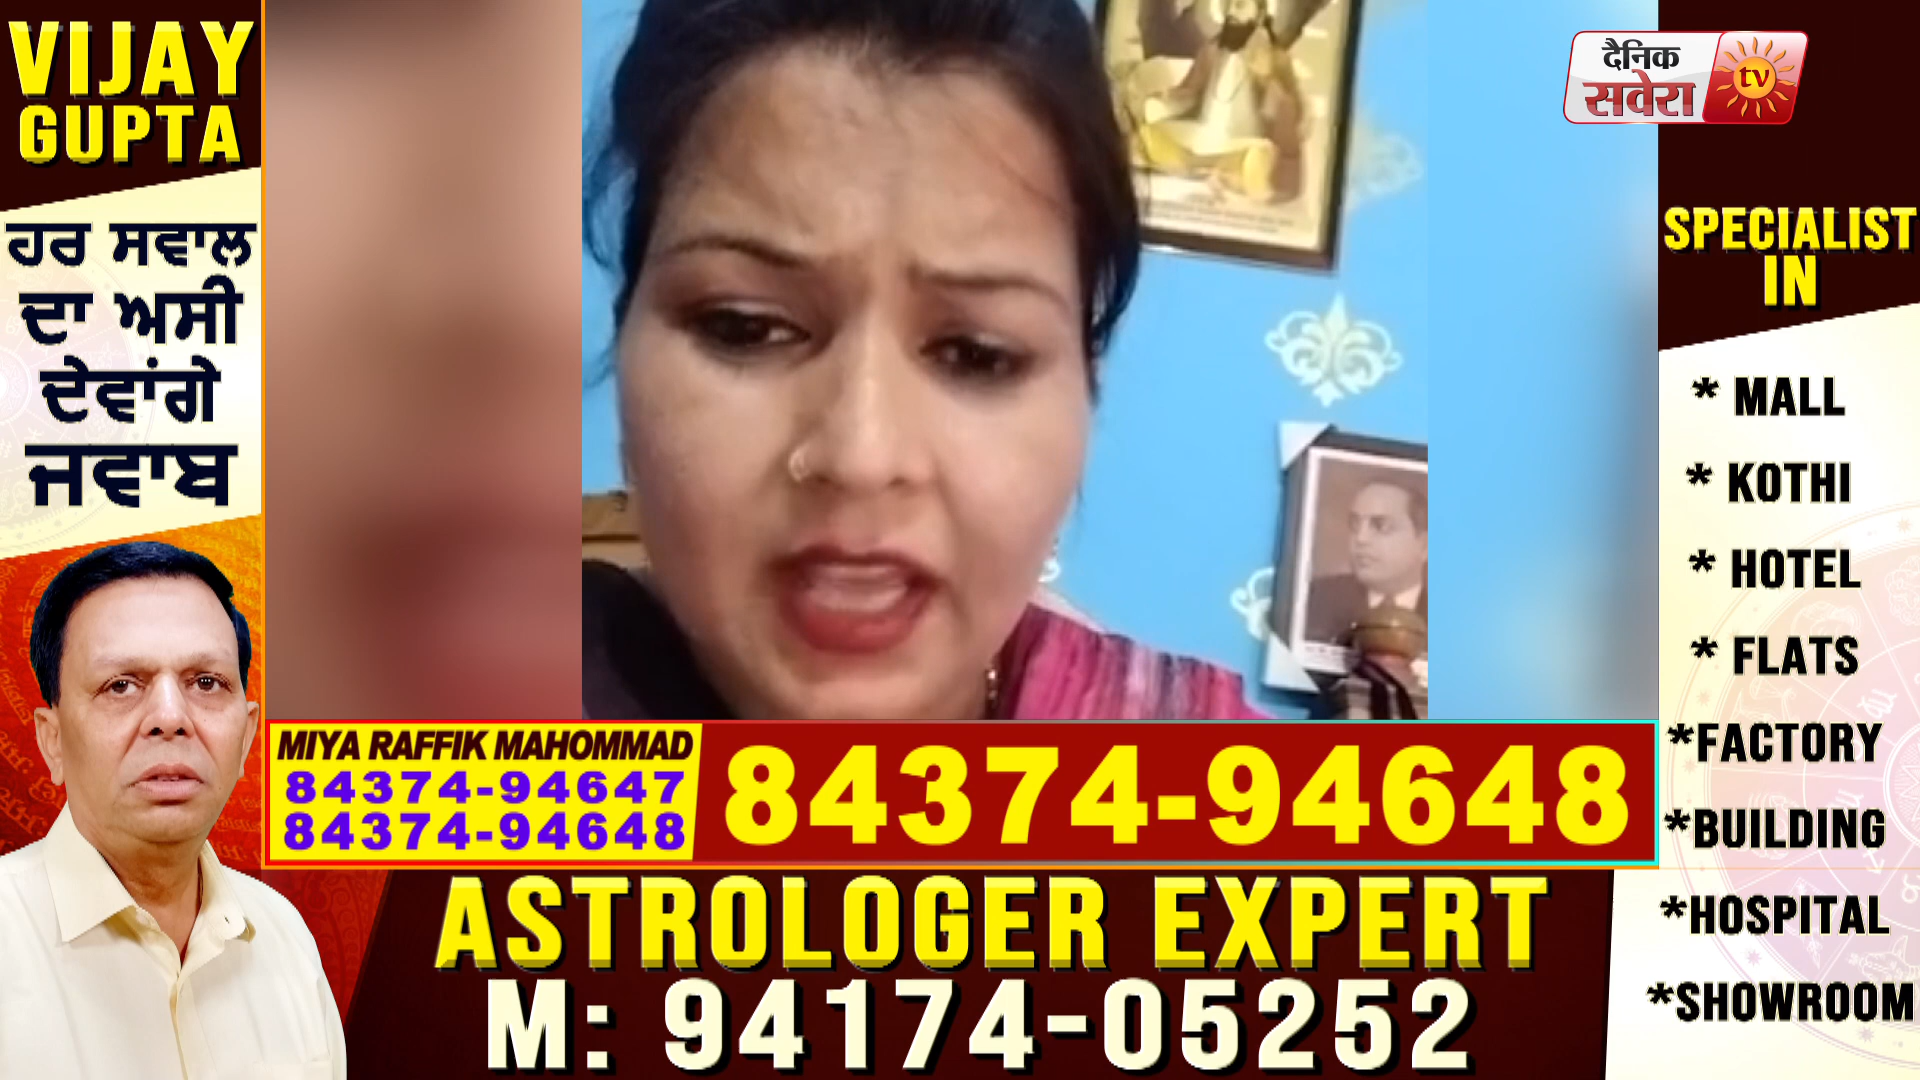 VIJAY
GUPTA
ਹਰ ਸਵਾਲ
ਦਾ ਅਸੀ
ਦੇਵਾਂਗੇ
ਜਵਾਬ
दैनिक
सवेरा
tv
SPECIALIST
IN
* MALL
* KOTHI
* HOTEL
* FLATS
*FACTORY
*BUILDING
*HOSPITAL
*SHOWROOM
MIYA RAFFIK MAHOMMAD
84374-94647
84374-94648
84374-94648
ASTROLOGER EXPERT
M: 94174-05252